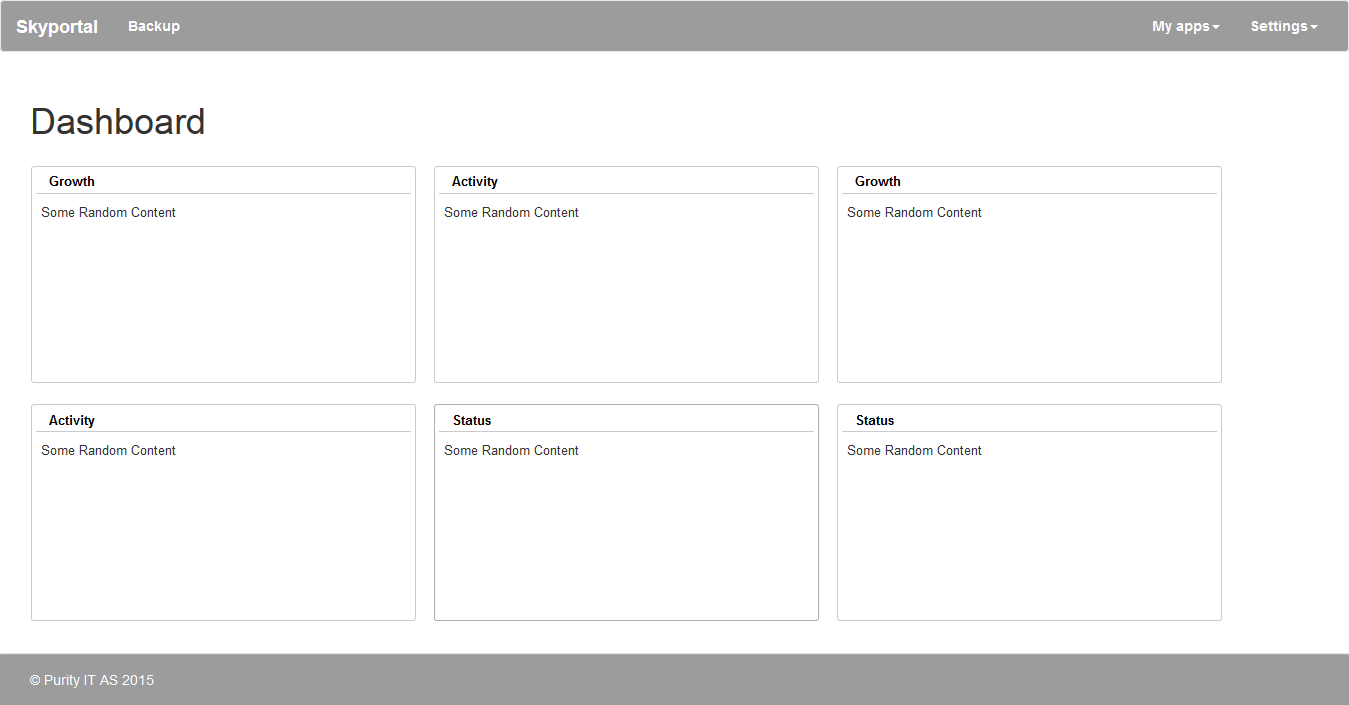 Skyportal Backup My apps Settings
Dashboard
Growth Activity Growth
Some Random Content Some Random Content Some Random Content
Activity Status Status
Some Random Content Some Random Content Some Random Content
© Purity IT AS 2015